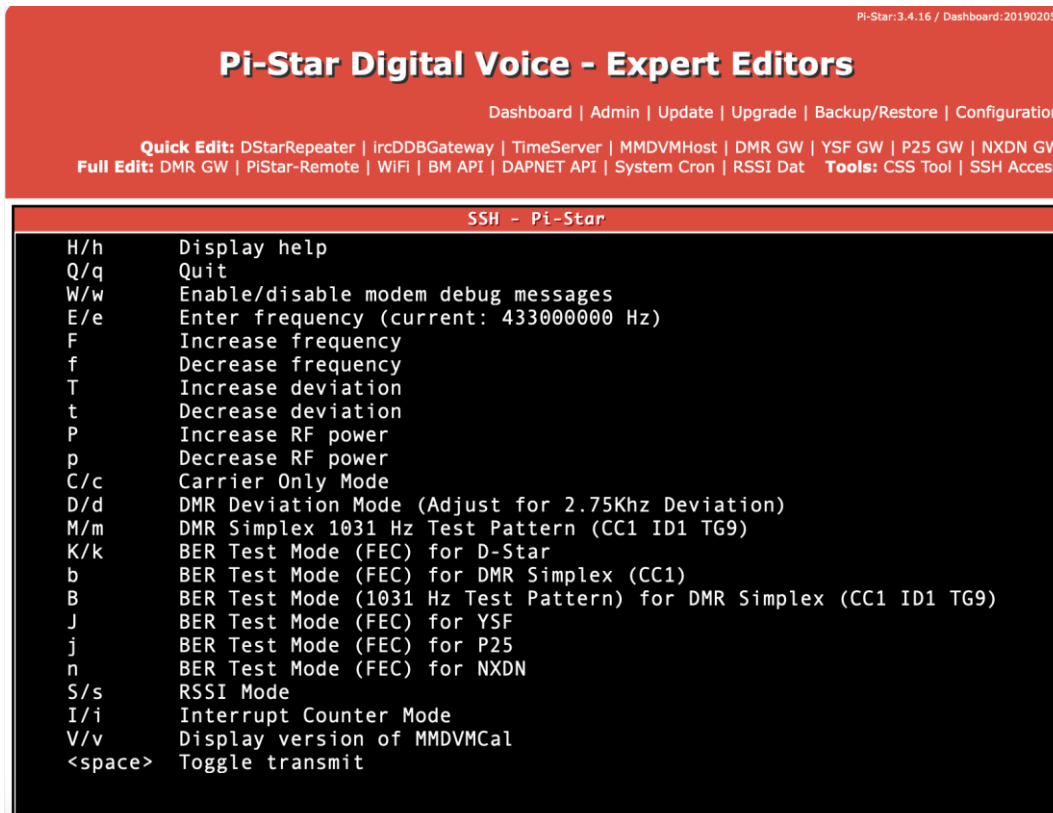 Pi-Star:3.4.16 / Dashboard:20190205
Pi-Star Digital Voice - Expert Editors
Dashboard | Admin | Update | Upgrade | Backup/Restore | Configuration
Quick Edit: DStarRepeater | ircDDBGateway | TimeServer | MMDVMHost | DMR GW | YSF GW | P25 GW | NXDN GW
Full Edit: DMR GW | PiStar-Remote | WiFi | BM API | DAPNET API | System Cron | RSSI Dat Tools: CSS Tool | SSH Access
SSH - Pi-Star
H/h Display help
Q/q Quit
W/w Enable/disable modem debug messages
E/e Enter frequency (current: 433000000 Hz)
F Increase frequency
f Decrease frequency
T Increase deviation
t Decrease deviation
P Increase RF power
p Decrease RF power
C/c Carrier Only Mode
D/d DMR Deviation Mode (Adjust for 2.75Khz Deviation)
M/m DMR Simplex 1031 Hz Test Pattern (CC1 ID1 TG9)
K/k BER Test Mode (FEC) for D-Star
b BER Test Mode (FEC) for DMR Simplex (CC1)
B BER Test Mode (1031 Hz Test Pattern) for DMR Simplex (CC1 ID1 TG9)
J BER Test Mode (FEC) for YSF
j BER Test Mode (FEC) for P25
n BER Test Mode (FEC) for NXDN
S/s RSSI Mode
I/i Interrupt Counter Mode
V/v Display version of MMDVMCal
<space> Toggle transmit